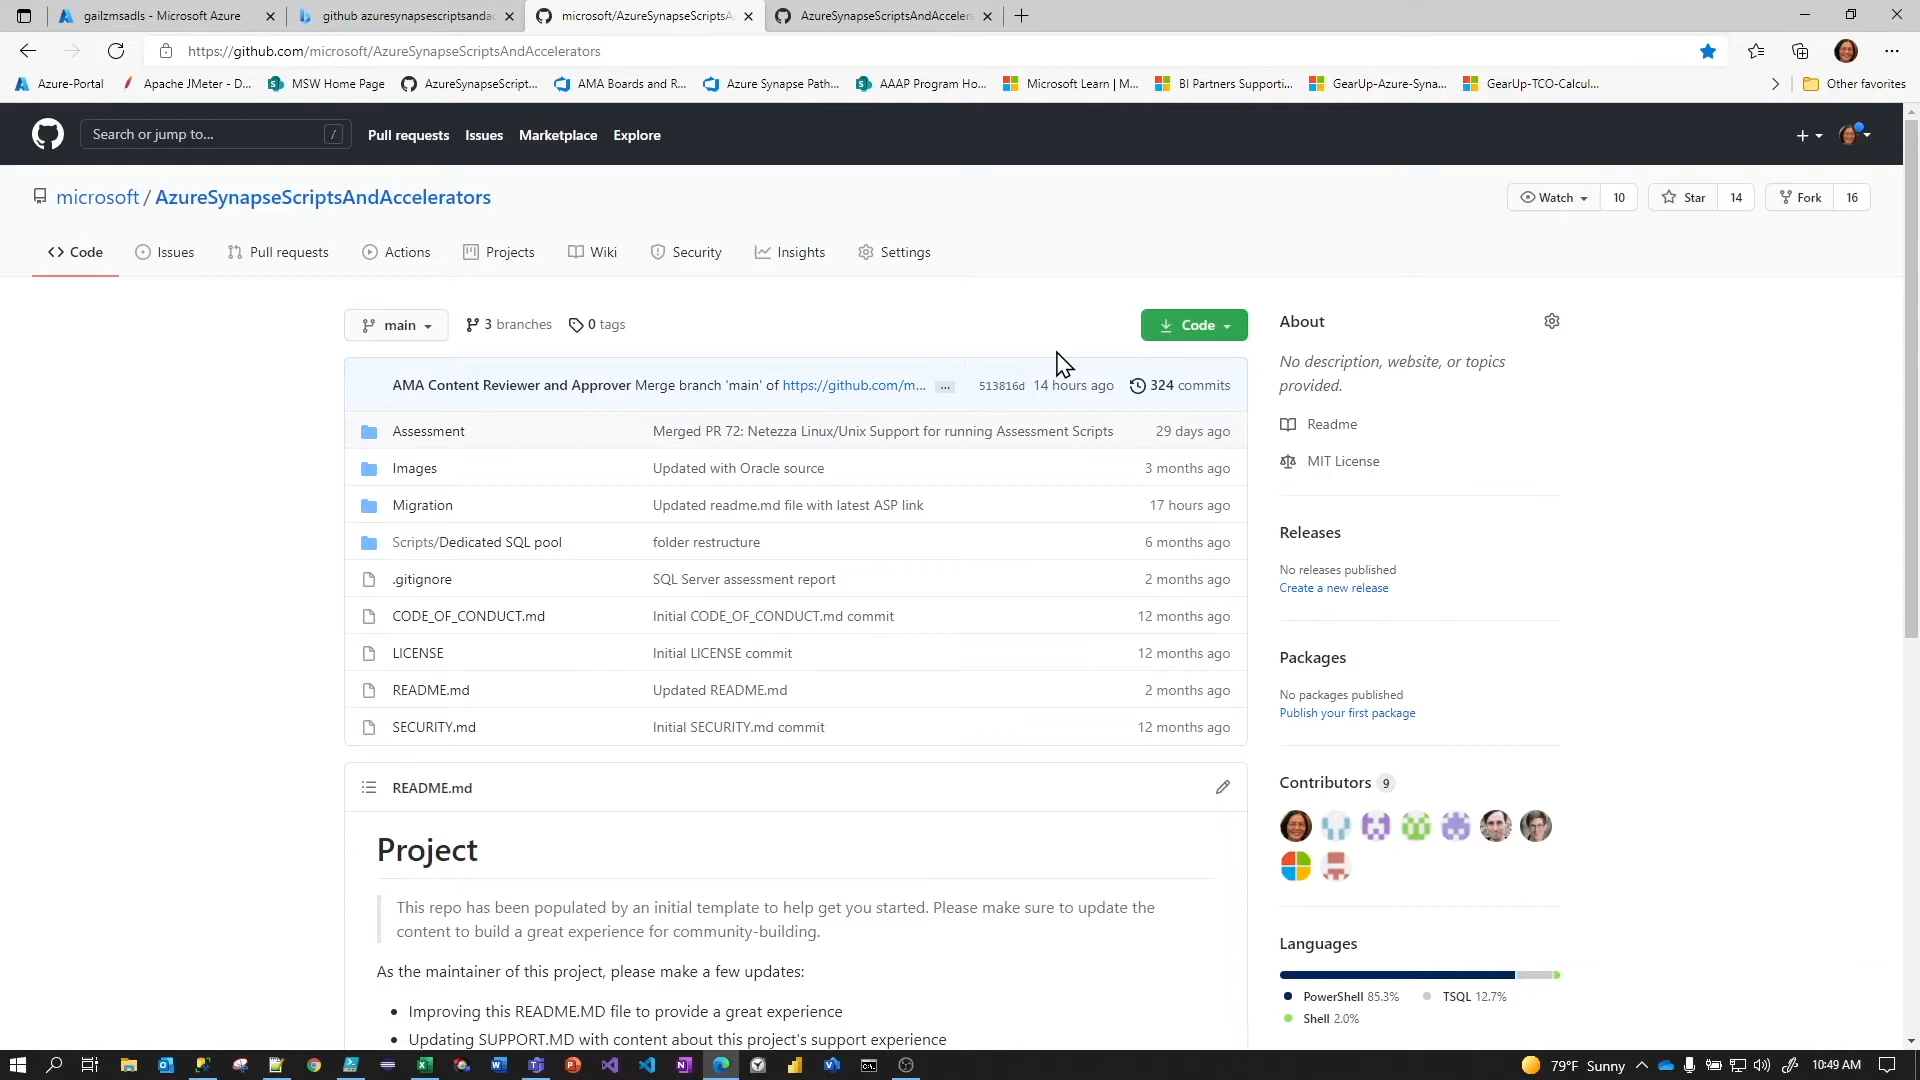 gailzmsadls - Microsoft Azure
github azuresynapsescriptsandac
microsoft/AzureSynapseScriptsA
AzureSynapseScriptsAndAccelera
https://github.com/microsoft/AzureSynapseScriptsAndAccelerators
Azure-Portal
Apache JMeter - D...
MSW Home Page
AzureSynapseScript...
AMA Boards and R...
Azure Synapse Path...
AAAP Program Ho...
Microsoft Learn | M...
BI Partners Supporti...
GearUp-Azure-Syna...
GearUp-TCO-Calcul...
Other favorites
Search or jump to... /
Pull requests Issues Marketplace Explore
microsoft / AzureSynapseScriptsAndAccelerators
Watch 10 Star 14 Fork 16
Code Issues Pull requests Actions Projects Wiki Security Insights Settings
main 3 branches 0 tags Code
AMA Content Reviewer and Approver Merge branch 'main' of https://github.com/m... ... 513816d 14 hours ago 324 commits
Assessment Merged PR 72: Netezza Linux/Unix Support for running Assessment Scripts 29 days ago
Images Updated with Oracle source 3 months ago
Migration Updated readme.md file with latest ASP link 17 hours ago
Scripts/Dedicated SQL pool folder restructure 6 months ago
.gitignore SQL Server assessment report 2 months ago
CODE_OF_CONDUCT.md Initial CODE_OF_CONDUCT.md commit 12 months ago
LICENSE Initial LICENSE commit 12 months ago
README.md Updated README.md 2 months ago
SECURITY.md Initial SECURITY.md commit 12 months ago
README.md
Project
This repo has been populated by an initial template to help get you started. Please make sure to update the
content to build a great experience for community-building.
As the maintainer of this project, please make a few updates:
• Improving this README.MD file to provide a great experience
• Updating SUPPORT.MD with content about this project's support experience
About
No description, website, or topics
provided.
Readme
MIT License
Releases
No releases published
Create a new release
Packages
No packages published
Publish your first package
Contributors 9
Languages
PowerShell 85.3% TSQL 12.7%
Shell 2.0%
79°F Sunny
10:49 AM